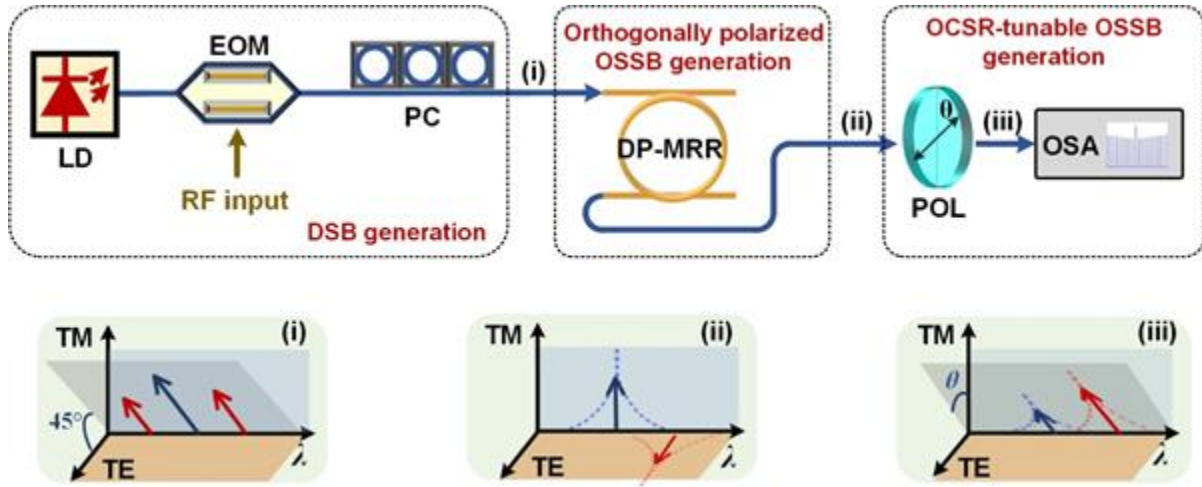 EOM
LD
RF input
PC
(i)
DSB generation
Orthogonally polarized
OSSB generation
DP-MRR
(ii)
OCSR-tunable OSSB
generation
θ
POL
(iii)
OSA
TM
(i)
45°
TE
λ
TM
(ii)
TE
λ
TM
(iii)
θ
TE
λ